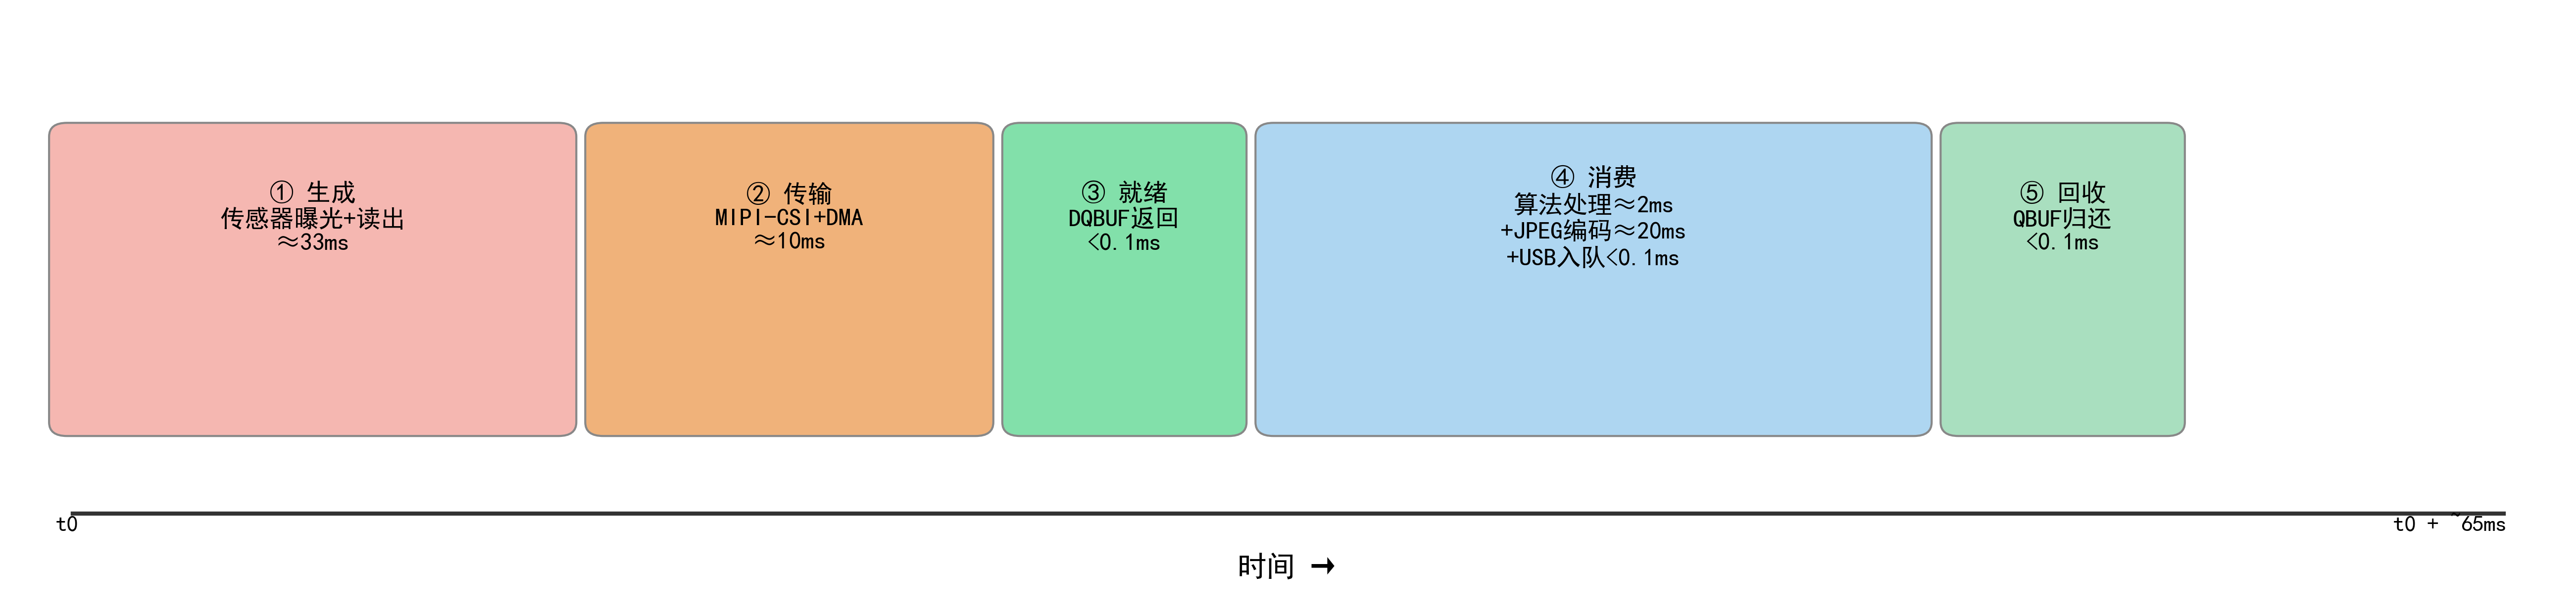 ① 生成
传感器曝光+读出
≈33ms
② 传输
MIPI-CSI+DMA
≈10ms
③ 就绪
DQBUF返回
<0.1ms
④ 消费
算法处理≈2ms
+JPEG编码≈20ms
+USB入队<0.1ms
⑤ 回收
QBUF归还
<0.1ms
t0
t0 + ~65ms
时间 →